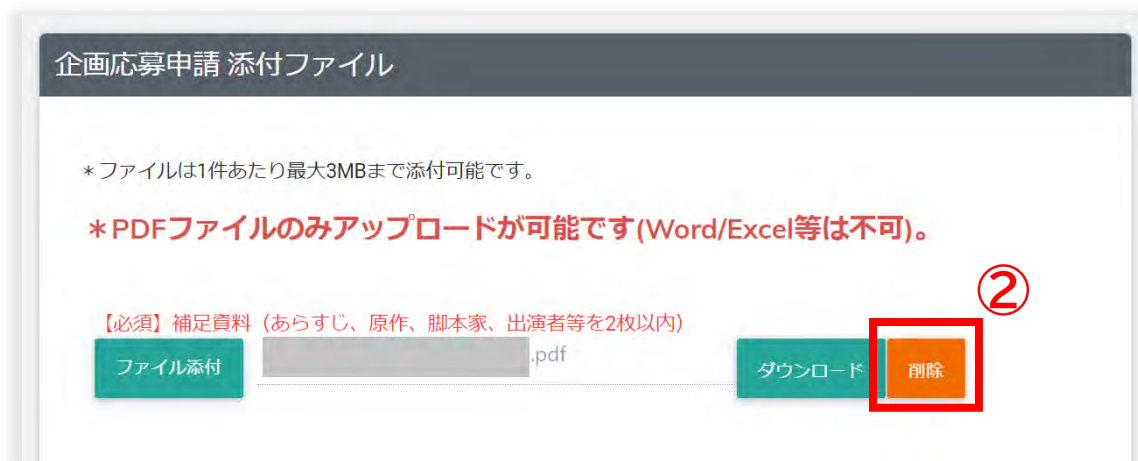 企画応募申請 添付ファイル
＊ファイルは1件あたり最大3MBまで添付可能です。
＊PDFファイルのみアップロードが可能です(Word/Excel等は不可)。
②
【必須】補足資料（あらすじ、原作、脚本家、出演者等を2枚以内）
ファイル添付 .pdf ダウンロード 削除